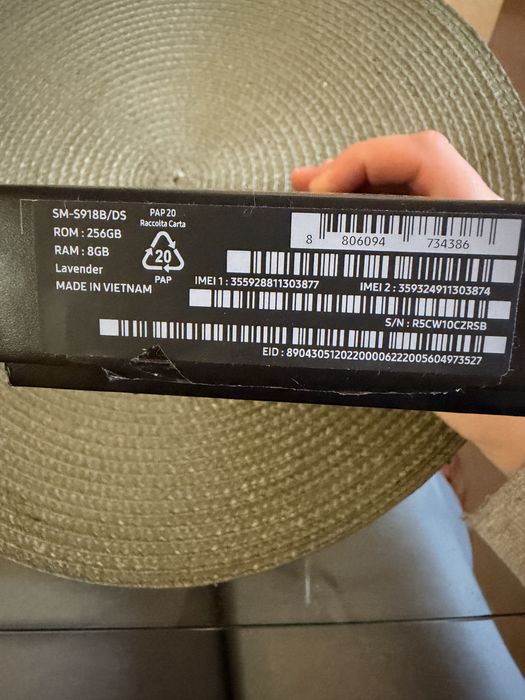 SM-S918B/DS
ROM : 256GB
RAM : 8GB
Lavender
MADE IN VIETNAM
PAP 20
Raccolta Carta
20
PAP
8 806094 734386
IMEI 1 : 355928811303877
IMEI 2 : 359324911303874
S/N : R5CW10CZRSB
EID : 89043051202200006222005604973527